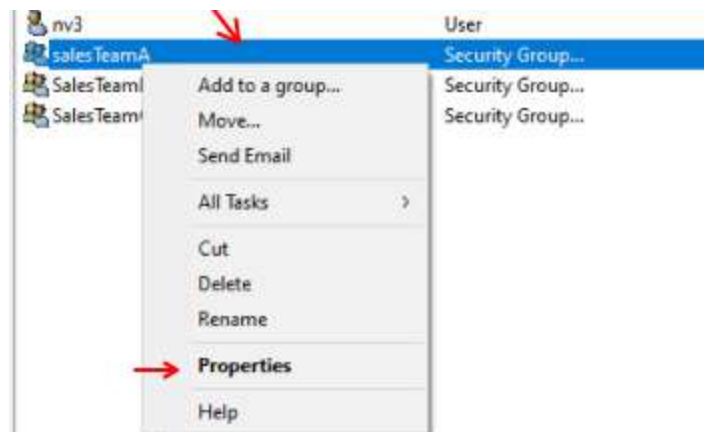 nv3 User
salesTeamA Security Group...
SalesTeam Security Group...
SalesTeam Security Group...
Add to a group...
Move...
Send Email
All Tasks >
Cut
Delete
Rename
Properties
Help